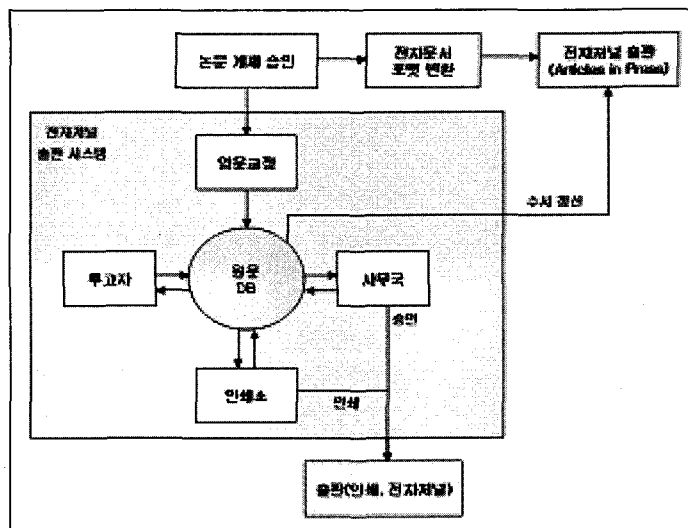 논문 게재 승인
전자문서
포맷 변환
전자저널 출판
(Articles in Press)
전자저널
출판 시스템
영문교정
수시 갱신
투고자
원문
DB
사무국
승인
인쇄소
인쇄
출판(인쇄, 전자저널)